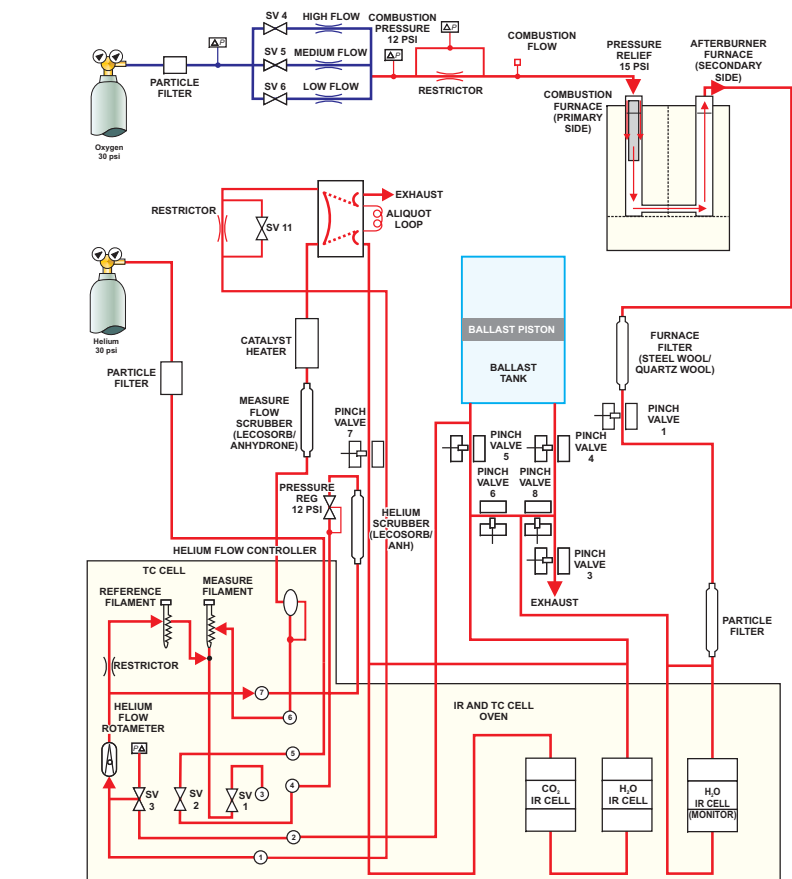 SV 4
HIGH FLOW
COMBUSTION
PRESSURE
12 PSI
ΔP
ΔP
ΔP
SV 5
MEDIUM FLOW
SV 6
LOW FLOW
PARTICLE
FILTER
Oxygen
30 psi
RESTRICTOR
COMBUSTION
FLOW
PRESSURE
RELIEF
15 PSI
AFTERBURNER
FURNACE
(SECONDARY
SIDE)
COMBUSTION
FURNACE
(PRIMARY
SIDE)
RESTRICTOR
SV 11
EXHAUST
ALIQUOT
LOOP
Helium
30 psi
PARTICLE
FILTER
CATALYST
HEATER
MEASURE
FLOW
SCRUBBER
(LECOSORB/
ANHYDRONE)
PINCH
VALVE
7
BALLAST PISTON
BALLAST
TANK
FURNACE
FILTER
(STEEL WOOL/
QUARTZ WOOL)
PINCH
VALVE
1
PINCH
VALVE
5
PINCH
VALVE
4
PINCH
VALVE
6
PINCH
VALVE
8
PINCH
VALVE
3
EXHAUST
PRESSURE
REG
12 PSI
HELIUM
SCRUBBER
(LECOSORB/
ANH)
HELIUM FLOW CONTROLLER
TC CELL
REFERENCE
FILAMENT
MEASURE
FILAMENT
RESTRICTOR
HELIUM
FLOW
ROTAMETER
PΔ
SV
3
SV
2
SV
1
7
6
5
4
3
2
1
PARTICLE
FILTER
IR AND TC CELL
OVEN
CO₂
IR CELL
H₂O
IR CELL
H₂O
IR CELL
(MONITOR)